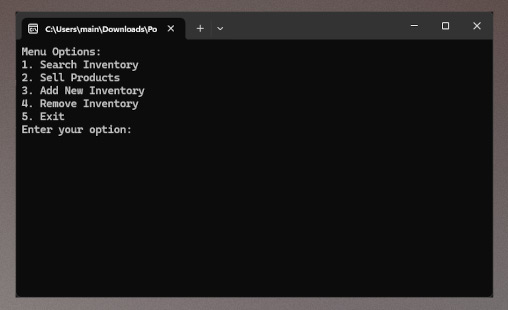 C:\Users\main\Downloads\Po
Menu Options:
1. Search Inventory
2. Sell Products
3. Add New Inventory
4. Remove Inventory
5. Exit
Enter your option: